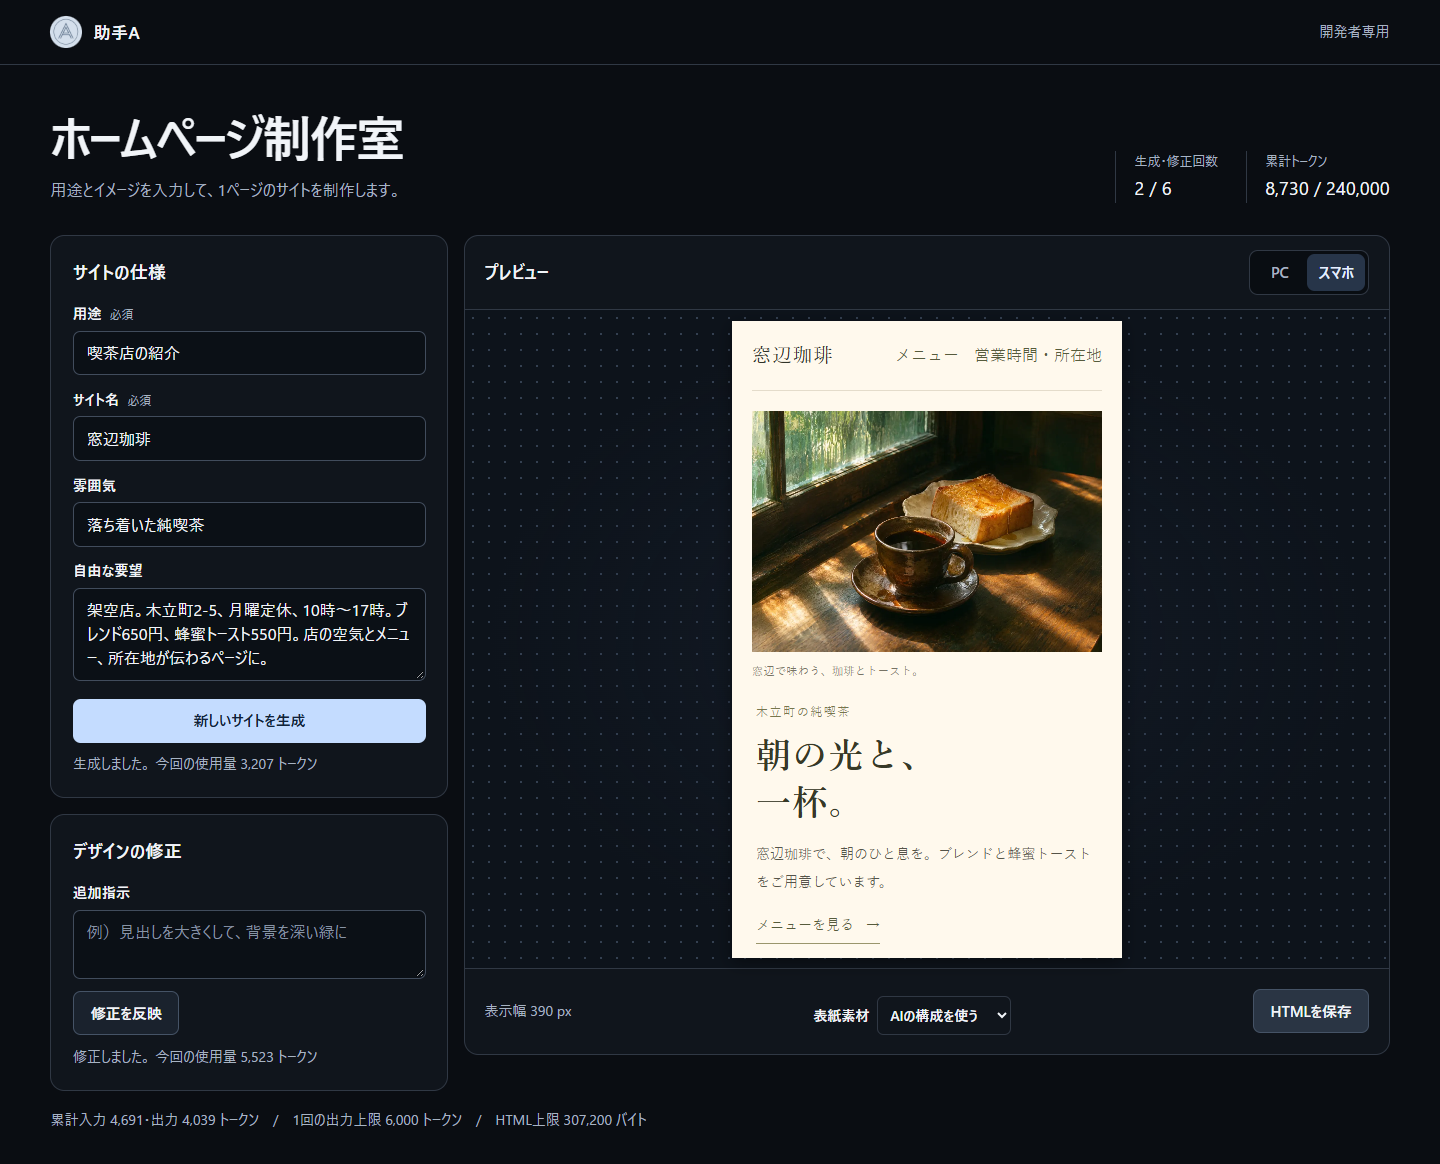 助手A
開発者専用
ホームページ制作室
用途とイメージを入力して、1ページのサイトを制作します。
生成・修正回数
2 / 6
累計トークン
8,730 / 240,000
サイトの仕様
用途 必須
喫茶店の紹介
サイト名 必須
窓辺珈琲
雰囲気
落ち着いた純喫茶
自由な要望
架空店。木立町2-5、月曜定休、10時〜17時。ブ
レンド650円、蜂蜜トースト550円。店の空気とメニュ
ー、所在地が伝わるページに。
新しいサイトを生成
生成しました。今回の使用量 3,207 トークン
デザインの修正
追加指示
例）見出しを大きくして、背景を深い緑に
修正を反映
修正しました。今回の使用量 5,523 トークン
プレビュー
PC
スマホ
窓辺珈琲
メニュー 営業時間・所在地
窓辺で味わう、珈琲とトースト。
木立町の純喫茶
朝の光と、
一杯。
窓辺珈琲で、朝のひと息を。ブレンドと蜂蜜トースト
をご用意しています。
メニューを見る →
表示幅 390 px
表紙素材
AIの構成を使う
HTMLを保存
累計入力 4,691・出力 4,039 トークン / 1回の出力上限 6,000 トークン / HTML上限 307,200 バイト